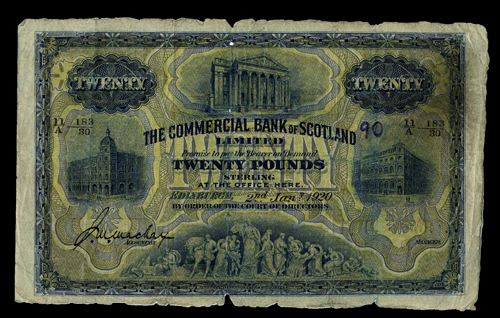 TWENTY TWENTY
11/A 183/30 11/A 183/30
THE COMMERCIAL BANK OF SCOTLAND
90
LIMITED
Promise to pay the Bearer on Demand
TWENTY POUNDS
STERLING
AT THE OFFICE HERE.
EDINBURGH, 2nd Jany. 1920
BY ORDER OF THE COURT OF DIRECTORS